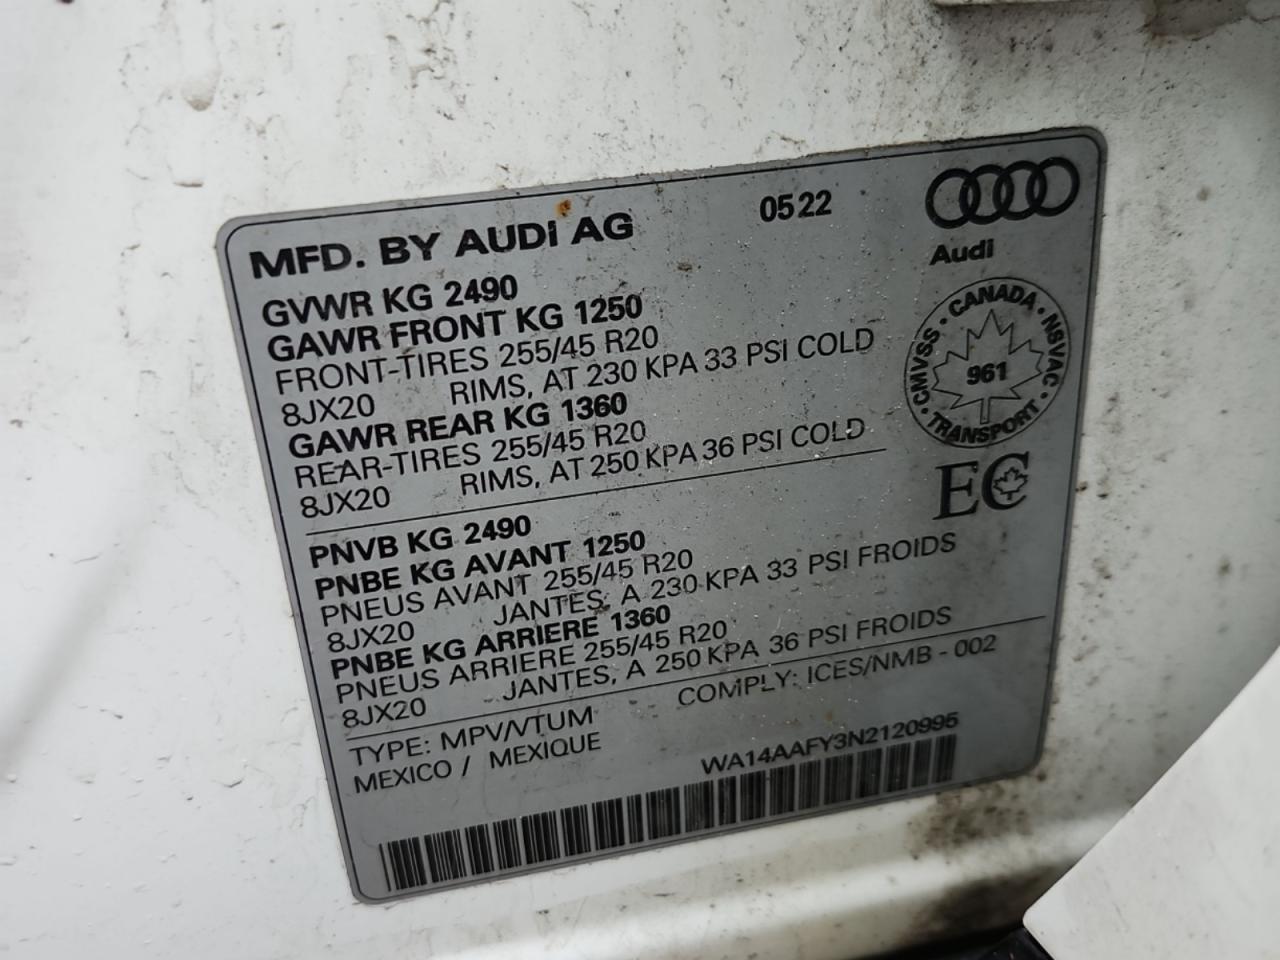 MFD. BY AUDI AG 0522
Audi
GVWR KG 2490
GAWR FRONT KG 1250
FRONT-TIRES 255/45 R20
8JX20 RIMS, AT 230 KPA 33 PSI COLD
GAWR REAR KG 1360
REAR-TIRES 255/45 R20
8JX20 RIMS, AT 250 KPA 36 PSI COLD
CANADA · NSVAC · TRANSPORT · CMVSS ·
961
EC
PNVB KG 2490
PNBE KG AVANT 1250
PNEUS AVANT 255/45 R20
8JX20 JANTES, A 230 KPA 33 PSI FROIDS
PNBE KG ARRIERE 1360
PNEUS ARRIERE 255/45 R20
8JX20 JANTES, A 250 KPA 36 PSI FROIDS
TYPE: MPV/VTUM COMPLY: ICES/NMB - 002
MEXICO / MEXIQUE
WA14AAFY3N2120995